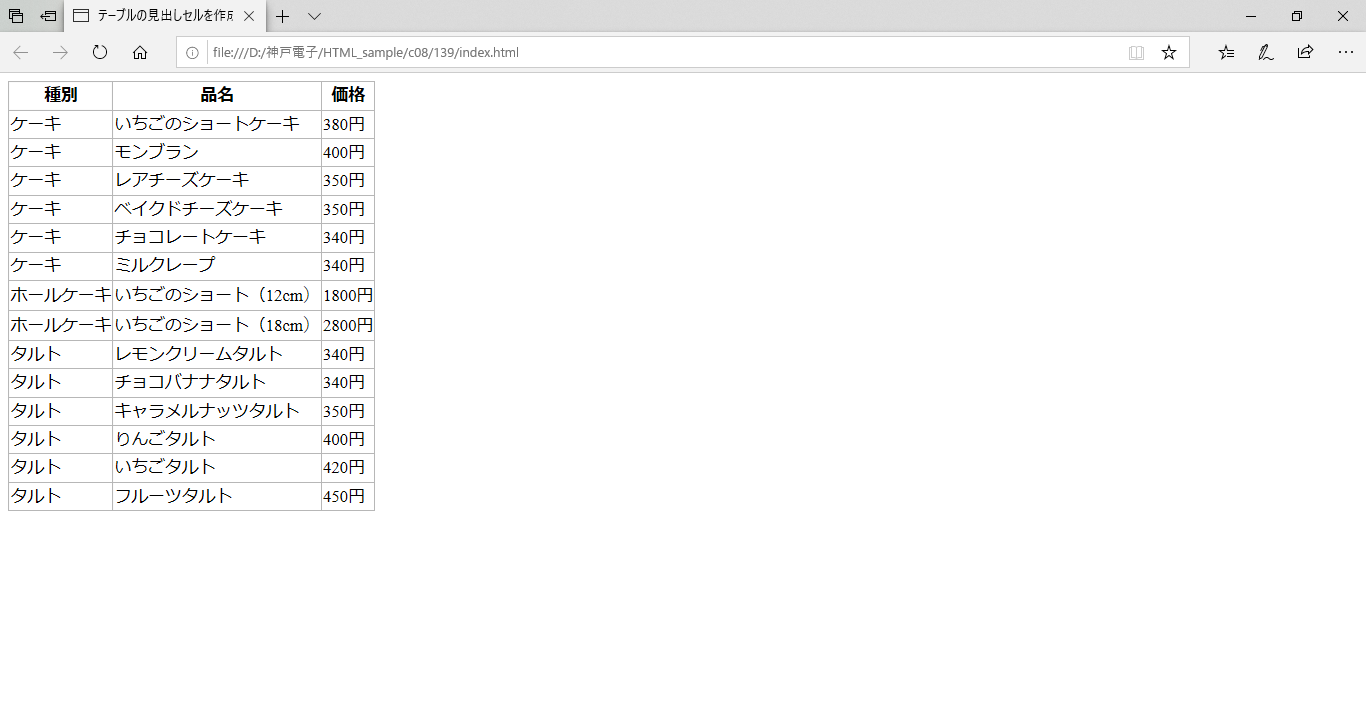 テーブルの見出しセルを作成
file:///D:/神戸電子/HTML_sample/c08/139/index.html
種別 品名 価格
ケーキ いちごのショートケーキ 380円
ケーキ モンブラン 400円
ケーキ レアチーズケーキ 350円
ケーキ ベイクドチーズケーキ 350円
ケーキ チョコレートケーキ 340円
ケーキ ミルクレープ 340円
ホールケーキ いちごのショート（12cm） 1800円
ホールケーキ いちごのショート（18cm） 2800円
タルト レモンクリームタルト 340円
タルト チョコバナナタルト 340円
タルト キャラメルナッツタルト 350円
タルト りんごタルト 400円
タルト いちごタルト 420円
タルト フルーツタルト 450円